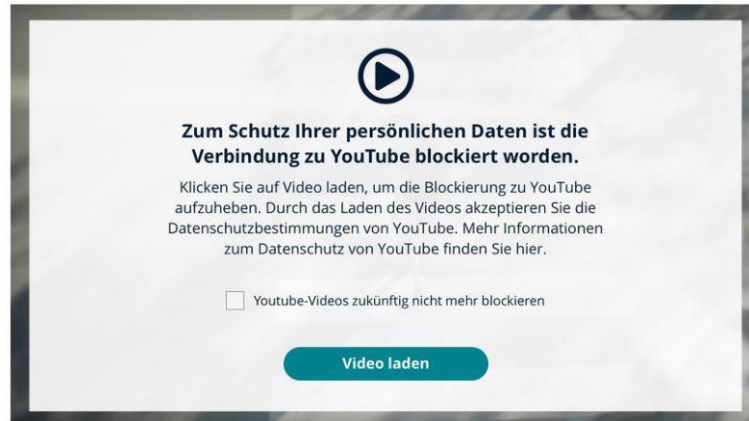 Zum Schutz Ihrer persönlichen Daten ist die
Verbindung zu YouTube blockiert worden.
Klicken Sie auf Video laden, um die Blockierung zu YouTube
aufzuheben. Durch das Laden des Videos akzeptieren Sie die
Datenschutzbestimmungen von YouTube. Mehr Informationen
zum Datenschutz von YouTube finden Sie hier.
Youtube-Videos zukünftig nicht mehr blockieren
Video laden